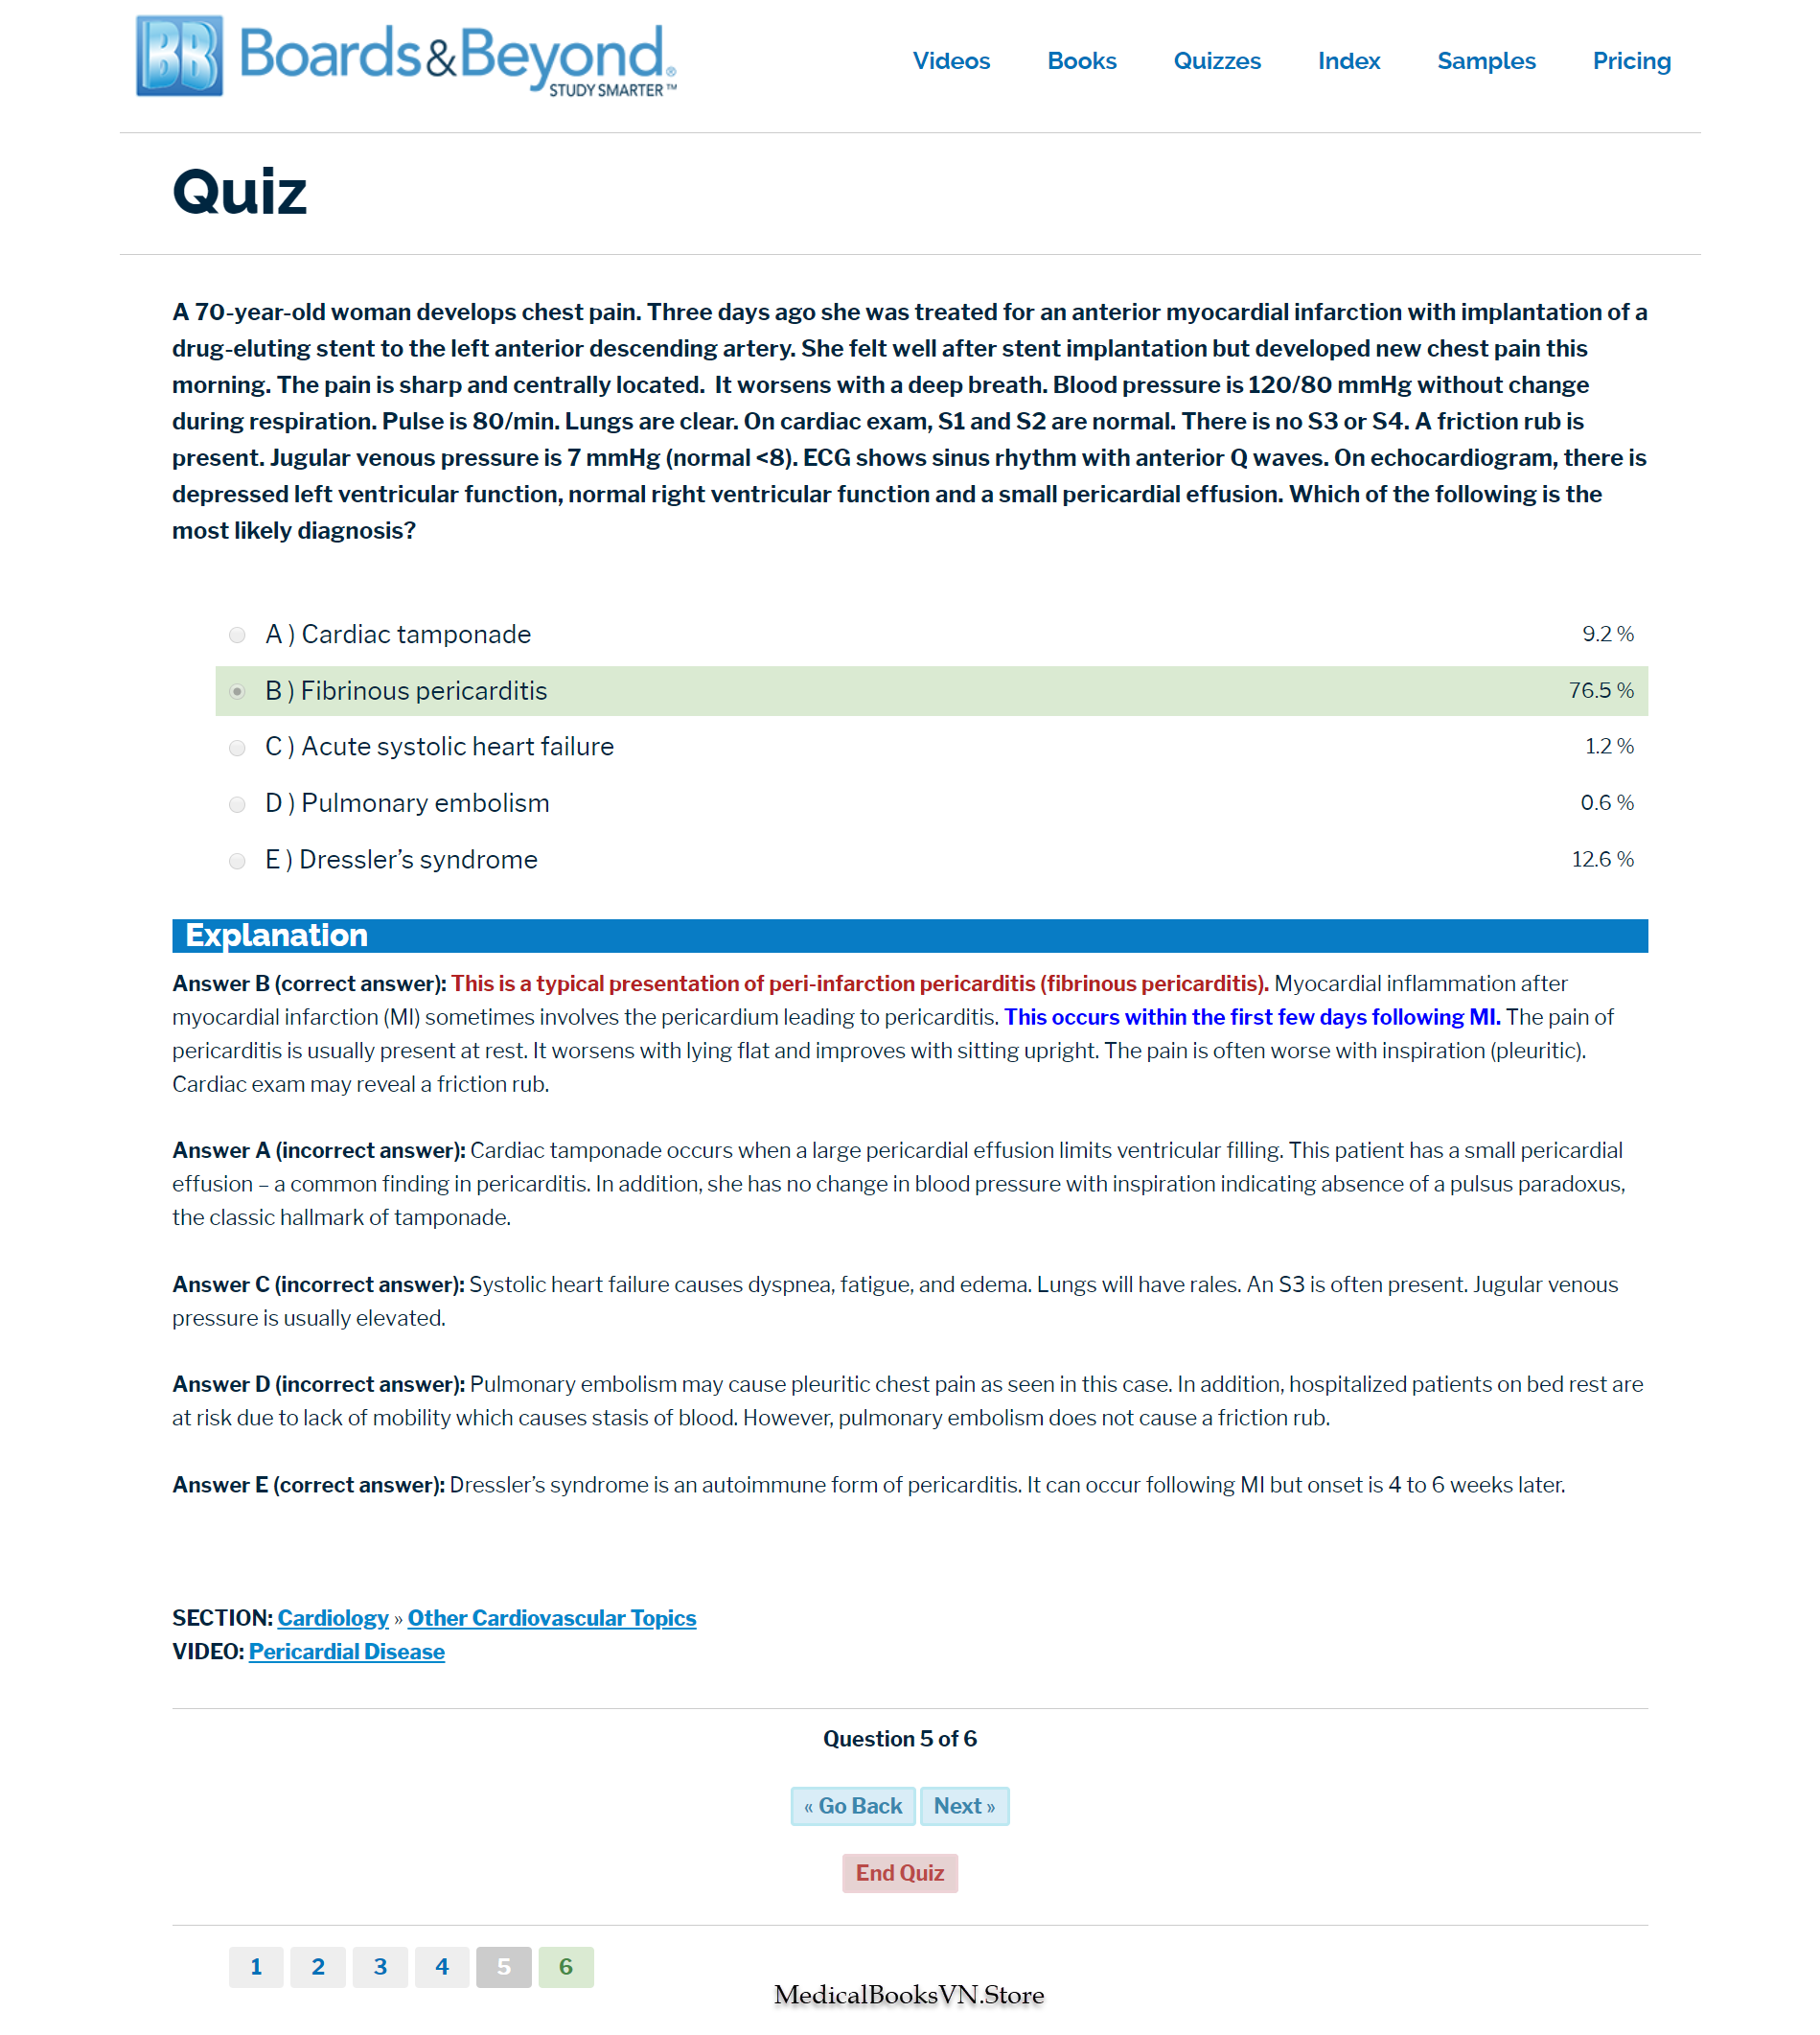 BB Boards&Beyond®
STUDY SMARTER™
Videos Books Quizzes Index Samples Pricing
Quiz
A 70-year-old woman develops chest pain. Three days ago she was treated for an anterior myocardial infarction with implantation of a
drug-eluting stent to the left anterior descending artery. She felt well after stent implantation but developed new chest pain this
morning. The pain is sharp and centrally located. It worsens with a deep breath. Blood pressure is 120/80 mmHg without change
during respiration. Pulse is 80/min. Lungs are clear. On cardiac exam, S1 and S2 are normal. There is no S3 or S4. A friction rub is
present. Jugular venous pressure is 7 mmHg (normal <8). ECG shows sinus rhythm with anterior Q waves. On echocardiogram, there is
depressed left ventricular function, normal right ventricular function and a small pericardial effusion. Which of the following is the
most likely diagnosis?
A ) Cardiac tamponade 9.2 %
B ) Fibrinous pericarditis 76.5 %
C ) Acute systolic heart failure 1.2 %
D ) Pulmonary embolism 0.6 %
E ) Dressler’s syndrome 12.6 %
Explanation
Answer B (correct answer): This is a typical presentation of peri-infarction pericarditis (fibrinous pericarditis). Myocardial inflammation after
myocardial infarction (MI) sometimes involves the pericardium leading to pericarditis. This occurs within the first few days following MI. The pain of
pericarditis is usually present at rest. It worsens with lying flat and improves with sitting upright. The pain is often worse with inspiration (pleuritic).
Cardiac exam may reveal a friction rub.
Answer A (incorrect answer): Cardiac tamponade occurs when a large pericardial effusion limits ventricular filling. This patient has a small pericardial
effusion – a common finding in pericarditis. In addition, she has no change in blood pressure with inspiration indicating absence of a pulsus paradoxus,
the classic hallmark of tamponade.
Answer C (incorrect answer): Systolic heart failure causes dyspnea, fatigue, and edema. Lungs will have rales. An S3 is often present. Jugular venous
pressure is usually elevated.
Answer D (incorrect answer): Pulmonary embolism may cause pleuritic chest pain as seen in this case. In addition, hospitalized patients on bed rest are
at risk due to lack of mobility which causes stasis of blood. However, pulmonary embolism does not cause a friction rub.
Answer E (correct answer): Dressler’s syndrome is an autoimmune form of pericarditis. It can occur following MI but onset is 4 to 6 weeks later.
SECTION: Cardiology » Other Cardiovascular Topics
VIDEO: Pericardial Disease
Question 5 of 6
« Go Back Next »
End Quiz
1 2 3 4 5 6
MedicalBooksVN.Store